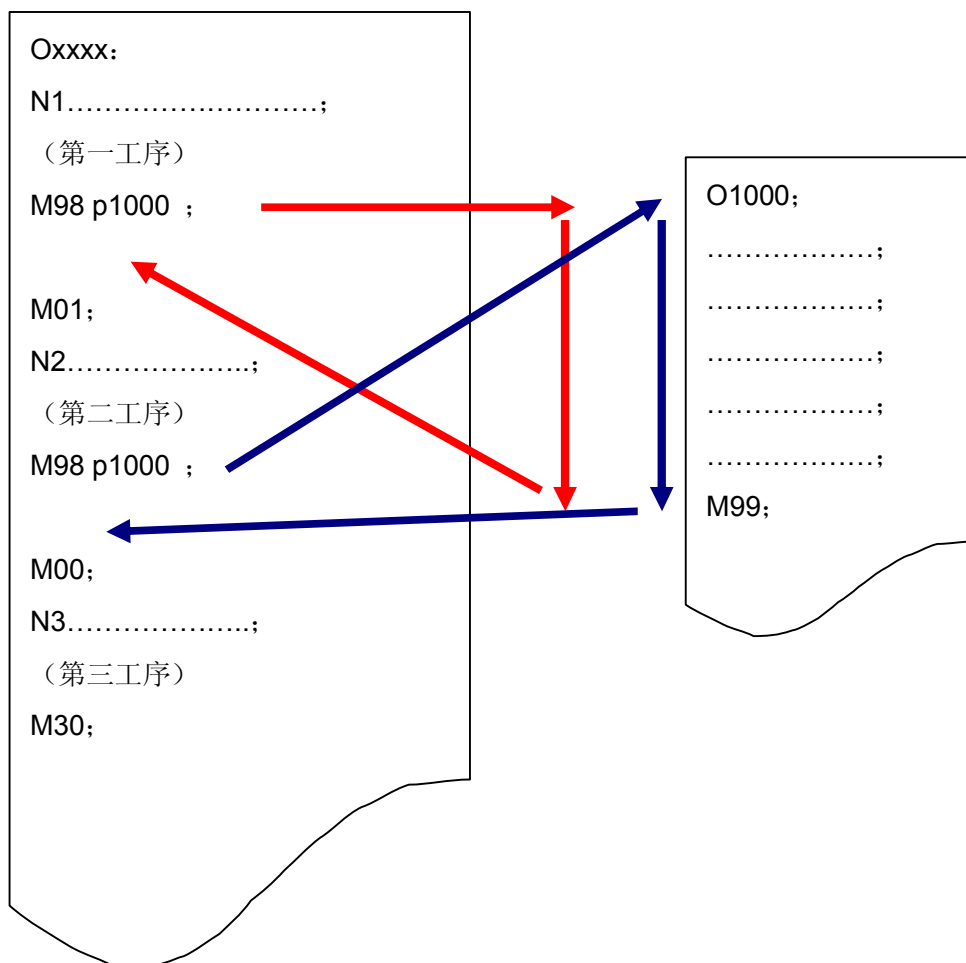 Oxxxx：
N1………………………；
（第一工序）
M98 p1000 ；
M01；
N2………………..；
（第二工序）
M98 p1000 ；
M00；
N3………………..；
（第三工序）
M30；
O1000；
………………；
………………；
………………；
………………；
………………；
M99；